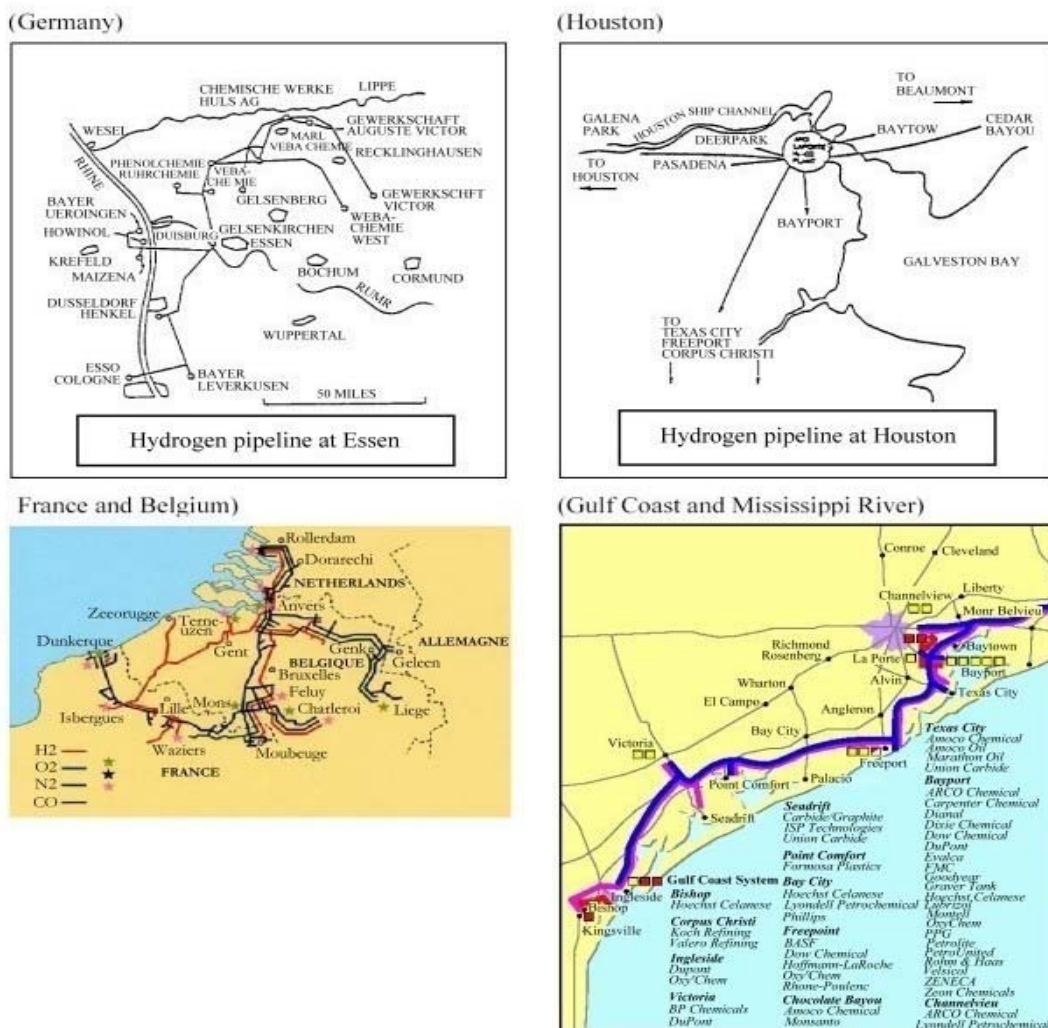 (Germany)
CHEMISCHE WERKE
HULS AG
LIPPE
WESEL
RHINE
GEWERKSCHAFT
AUGUSTE VICTOR
MARL
VEBA CHEMIE
RECKLINGHAUSEN
PHENOLCHEMIE
RUHRCHEMIE
VEBA-
CHE MIE
GELSENBERG
GEWERKSCHFT
VICTOR
WEBA-
CHEMIE
WEST
BAYER
UEROINGEN
HOWINOL
DUISBURG
GELSENKIRCHEN
ESSEN
KREFELD
MAIZENA
BOCHUM
CORMUND
RUMR
DUSSELDORF
HENKEL
WUPPERTAL
ESSO
COLOGNE
BAYER
LEVERKUSEN
50 MILES
Hydrogen pipeline at Essen
(Houston)
TO
BEAUMONT
GALENA
PARK
HOUSTON SHIP CHANNEL
DEERPARK
BAYTOW
CEDAR
BAYOU
PASADENA
TO
HOUSTON
BAYPORT
GALVESTON BAY
TO
TEXAS CITY
FREEPORT
CORPUS CHRISTI
Hydrogen pipeline at Houston
France and Belgium)
Rollerdam
Dorarechi
NETHERLANDS
Zeeorugge
Terne-
uzen
Anvers
Dunkerque
Gent
ALLEMAGNE
Genk
Geleen
BELGIQUE
Bruxelles
Isbergues
Lille
Mons
Feluy
Charleroi
Liege
Waziers
Moubeuge
FRANCE
H2
O2
N2
CO
(Gulf Coast and Mississippi River)
Conroe
Cleveland
Channelview
Liberty
Monr Belvieu
Richmond
Rosenberg
La Porte
Baytown
Bayport
Alvin
Texas City
Wharton
El Campo
Angleron
Bay City
Victoria
Freeport
Point Comfort
Palacio
Seadrift
Ingleside
Bishop
Kingsville
Gulf Coast System
Bishop
Hoechst Celanese
Corpus Christi
Koch Refining
Valero Refining
Ingleside
Dupont
Oxy'Chem
Victoria
BP Chemicals
DuPont
Seadrift
Carbide/Graphite
ISP Technologies
Union Carbide
Point Comfort
Formosa Plastics
Bay City
Hoechst Celanese
Lyondell Petrochemical
Phillips
Freepoint
BASF
Dow Chemical
Hoffmann-LaRoche
Oxy'Chem
Rhone-Poulenc
Chocolate Bayou
Amoco Chemical
Monsanto
Texas City
Amoco Chemical
Amoco Oil
Marathon Oil
Union Carbide
Bayport
ARCO Chemical
Carpenter Chemical
Dianal
Dixie Chemical
Dow Chemical
DuPont
Evalca
FMC
Goodyear
Graver Tank
Hoechst Celanese
Lubrizol
Montell
OxyChem
PPG
Petrolite
PetroUnited
Rohm & Haas
Velsicol
ZENECA
Zeon Chemicals
Channelvieu
ARCO Chemical
Lyondell Petrochemical